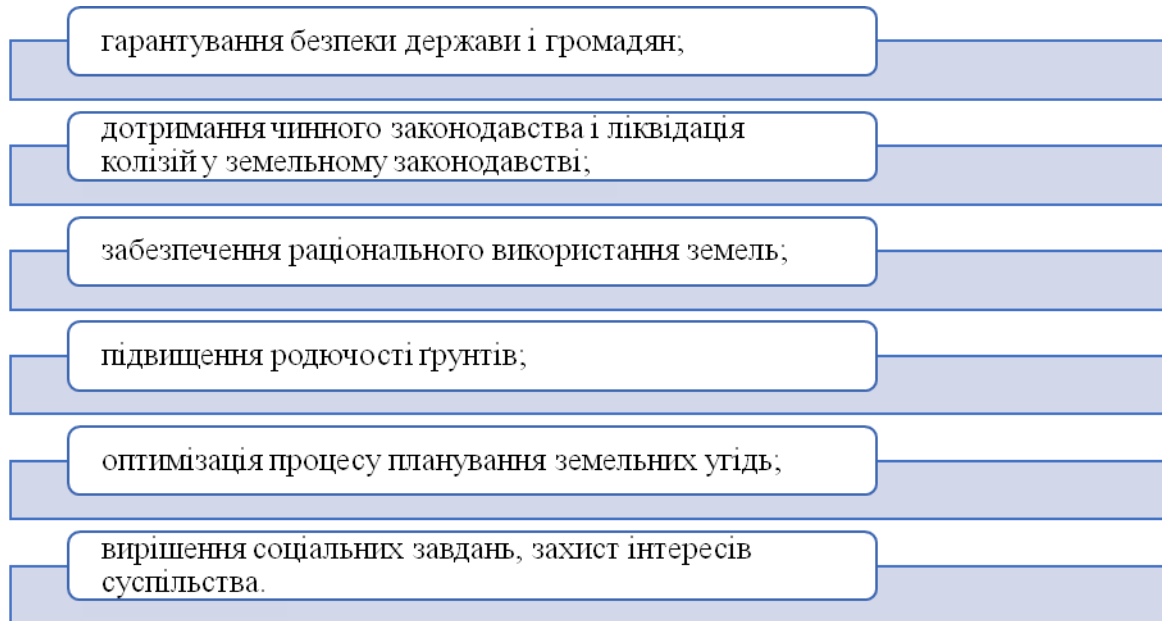 гарантування безпеки держави і громадян;
дотримання чинного законодавства і ліквідація
колізій у земельному законодавстві;
забезпечення раціонального використання земель;
підвищення родючості ґрунтів;
оптимізація процесу планування земельних угідь;
вирішення соціальних завдань, захист інтересів
суспільства.